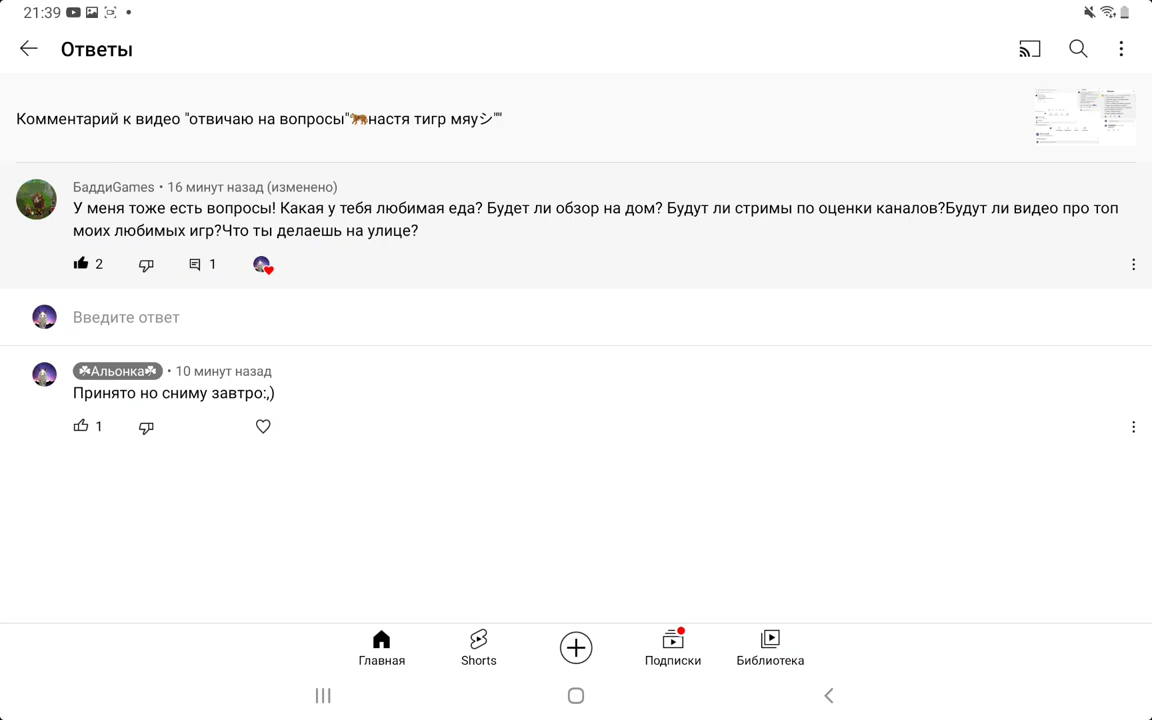 21:39
Ответы
Комментарий к видео "отвичаю на вопросы"🐅настя тигр мяуシ""
БаддиGames • 16 минут назад (изменено)
У меня тоже есть вопросы! Какая у тебя любимая еда? Будет ли обзор на дом? Будут ли стримы по оценки каналов?Будут ли видео про топ
моих любимых игр?Что ты делаешь на улице?
2 1
Введите ответ
☘Альонка☘ • 10 минут назад
Принято но сниму завтро:,)
1
Главная Shorts Подписки Библиотека